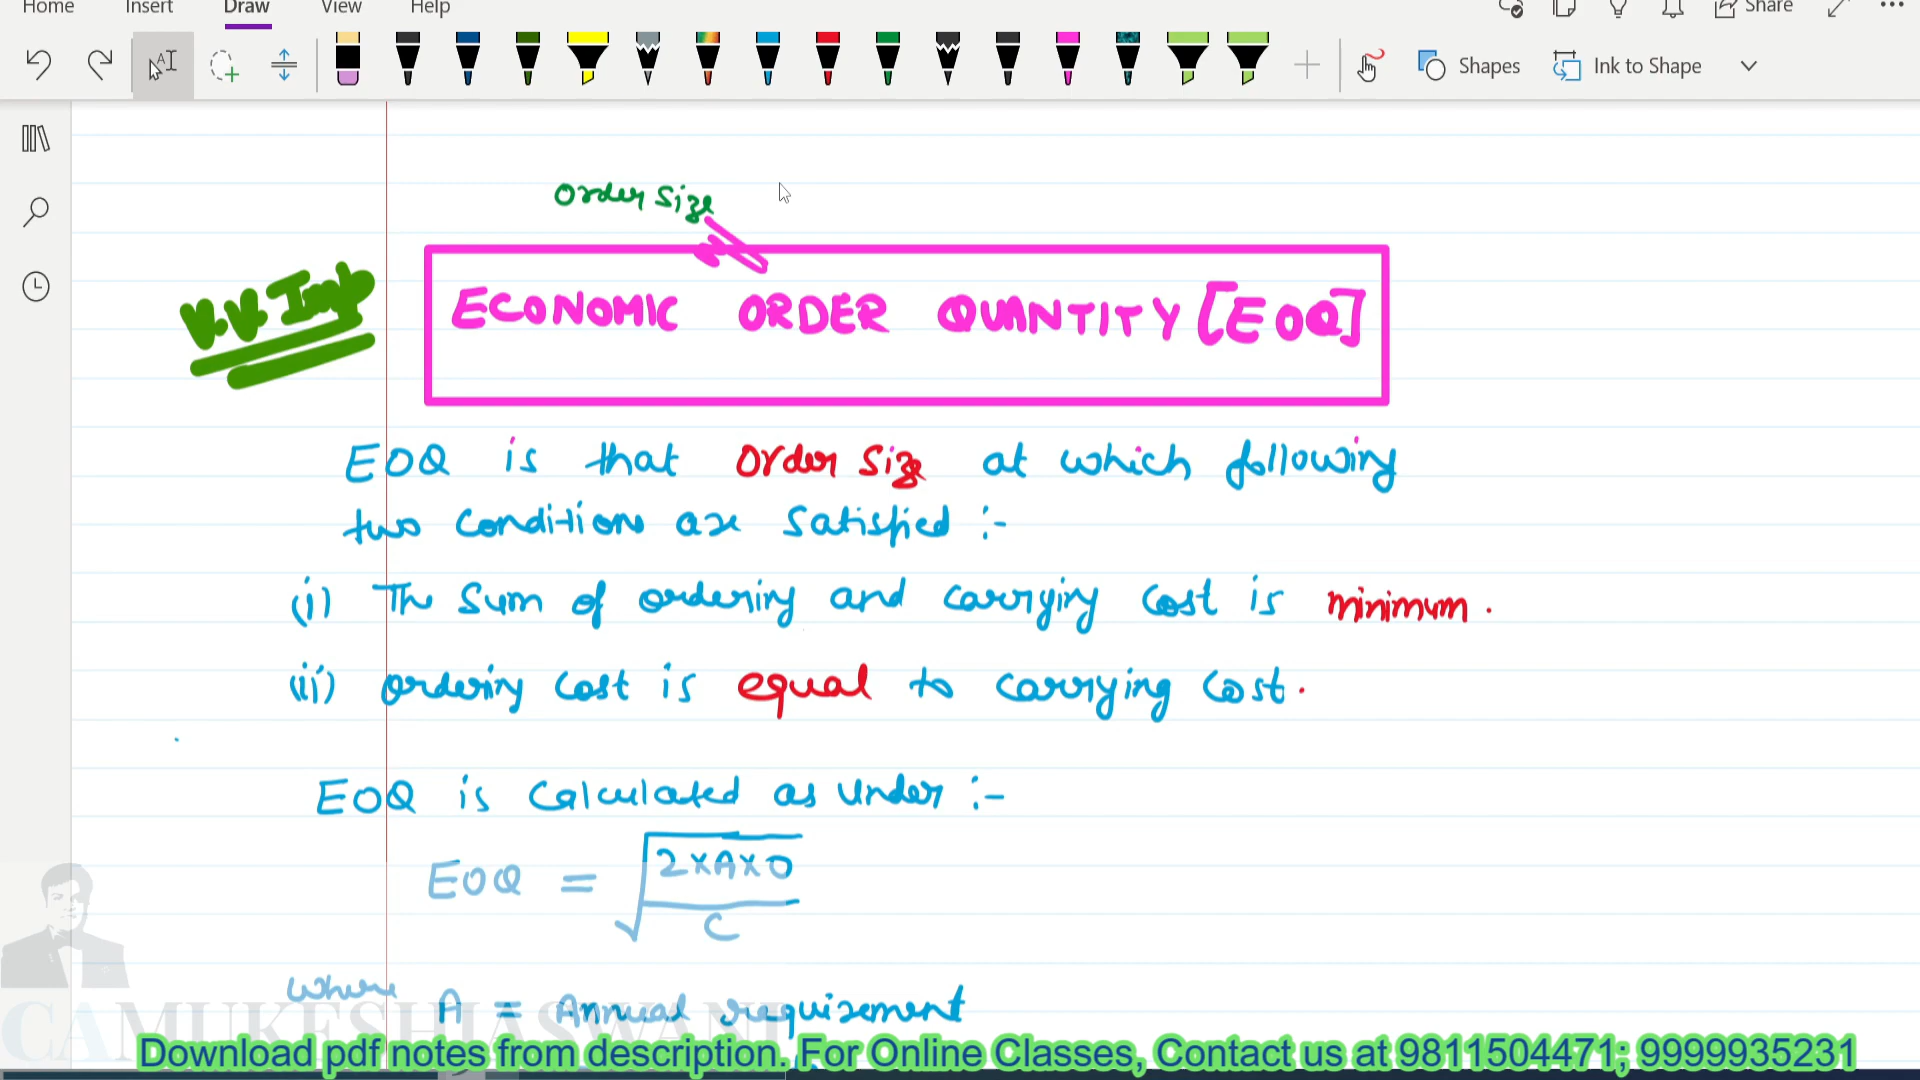 Home Insert Draw View Help Share
Shapes Ink to Shape
Order Size
V.V. Imp
ECONOMIC ORDER QUANTITY [EOQ]
EOQ is that Order Size at which following
two conditions are satisfied :-
(i) The Sum of ordering and carrying Cost is minimum.
(ii) Ordering Cost is equal to carrying Cost.
EOQ is Calculated as Under :-
EOQ = √2×A×O
C
where A = Annual requirement
CAMUKESHJASWANI
Download pdf notes from description. For Online Classes, Contact us at 9811504471; 9999935231